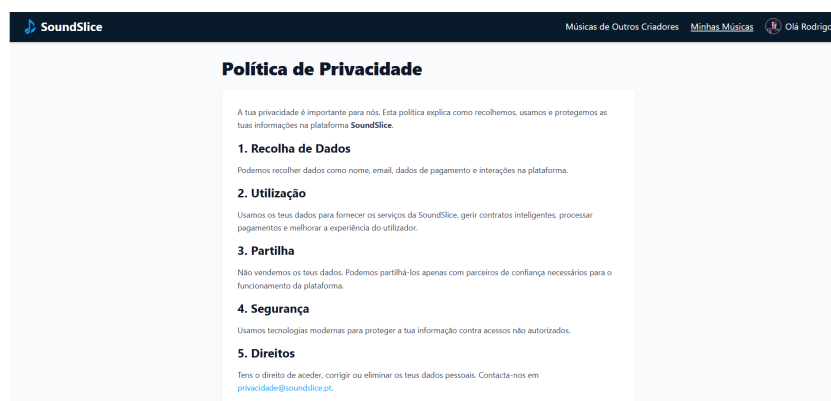 SoundSlice
Músicas de Outros Criadores Minhas Músicas Olá Rodrigo
Política de Privacidade
A tua privacidade é importante para nós. Esta política explica como recolhemos, usamos e protegemos as
tuas informações na plataforma SoundSlice.
1. Recolha de Dados
Podemos recolher dados como nome, email, dados de pagamento e interações na plataforma.
2. Utilização
Usamos os teus dados para fornecer os serviços da SoundSlice, gerir contratos inteligentes, processar
pagamentos e melhorar a experiência do utilizador.
3. Partilha
Não vendemos os teus dados. Podemos partilhá-los apenas com parceiros de confiança necessários para o
funcionamento da plataforma.
4. Segurança
Usamos tecnologias modernas para proteger a tua informação contra acessos não autorizados.
5. Direitos
Tens o direito de aceder, corrigir ou eliminar os teus dados pessoais. Contacta-nos em
privacidade@soundslice.pt.